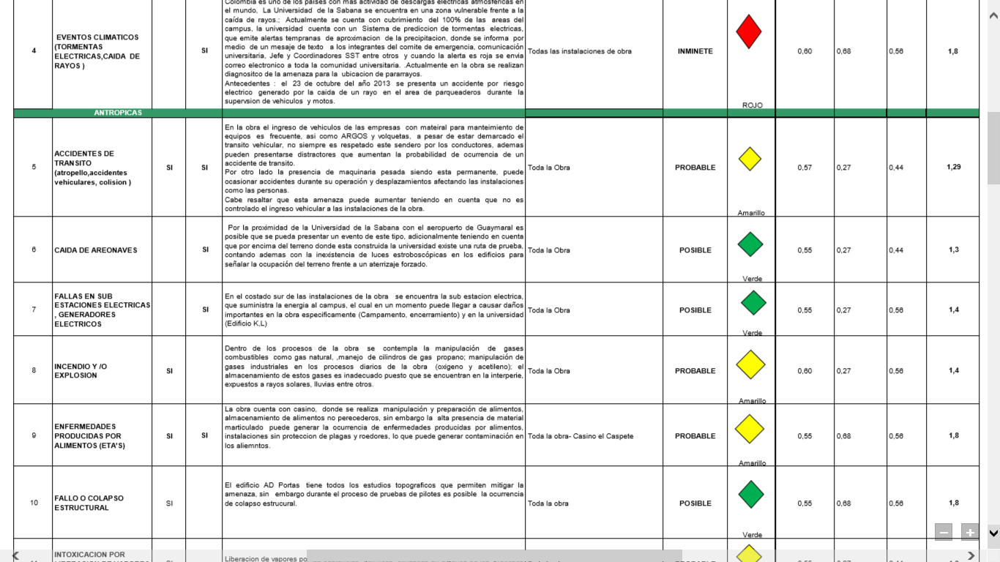 Colombia es uno de los paises con mas actividad de descargas electricas atmosfericas en
el mundo, La Universidad de la Sabana se encuentra en una zona vulnerable frente a la
caída de rayos.; Actualmente se cuenta con cubrimiento del 100% de las areas del
campus, la universidad cuenta con un Sistema de prediccion de tormentas electricas,
que emite alertas tempranas de aproximacion de la precipitacion, donde se informa por
medio de un mesaje de texto a los integrantes del comite de emergencia, comunicación
universitaria, Jefe y Coordinadores SST entre otros y cuando la alerta es roja se envia
correo electronico a toda la comunidad universitaria. .Actualmente en la obra se realizan
diagnositco de la amenaza para la ubicacion de pararrayos.
Antecedentes : el 23 de octubre del año 2013 se presenta un accidente por riesgo
electrico generado por la caida de un rayo en el area de parqueaderos durante la
supervsion de vehiculos y motos.
4
EVENTOS CLIMATICOS
(TORMENTAS
ELECTRICAS,CAIDA DE
RAYOS )
SI
Todas las instalaciones de obra
INMINETE
ROJO
0,60
0,68
0,56
1,8
ANTROPICAS
5
ACCIDENTES DE
TRANSITO
(atropello,accidentes
vehiculares, colision )
SI
SI
En la obra el ingreso de vehiculos de las empresas con mateiral para manteimiento de
equipos es frecuente, asi como ARGOS y volquetas, a pesar de estar demarcado el
transito vehicular, no siempre es respetado este sendero por los conductores, ademas
pueden presentarse distractores que aumentan la probabilidad de ocurrencia de un
accidente de transito.
Por otro lado la presencia de maquinaria pesada siendo esta permanente, puede
ocasionar accidentes durante su operación y desplazamientos afectando las instalaciones
como las personas.
Cabe resaltar que esta amenaza puede aumentar teniendo en cuenta que no es
controlado el ingreso vehicular a las instalaciones de la obra.
Toda la Obra
PROBABLE
Amarillo
0,57
0,27
0,44
1,29
6
CAIDA DE AREONAVES
SI
Por la proximidad de la Universidad de la Sabana con el aeropuerto de Guaymaral es
posible que se pueda presentar un evento de este tipo, adicionalmente teniendo en cuenta
que por encima del terreno donde esta construida la universidad existe una ruta de prueba,
contando ademas con la inexistencia de luces estroboscópicas en los edificios para
señalar la ocupación del terreno frente a un aterrizaje forzado.
Toda la Obra
POSIBLE
Verde
0,55
0,27
0,44
1,3
7
FALLAS EN SUB
ESTACIONES ELECTRICAS
, GENERADORES
ELECTRICOS
SI
En el costado sur de las instalaciones de la obra se encuentra la sub estacion electrica,
que suministra la energia al campus, el cual en un momento puede llegar a causar daños
importantes en la obra especificamente (Campamento, encerramiento) y en la universidad
(Edificio K,L)
Toda la Obra
POSIBLE
Verde
0,55
0,27
0,56
1,4
8
INCENDIO Y /O
EXPLOSION
SI
Dentro de los procesos de la obra se contempla la manipulación de gases
combustibles como gas natural, ,manejo de cilindros de gas propano; manipulación de
gases industriales en los procesos diarios de la obra (oxigeno y acetileno); el
almacenamiento de estos gases es inadecuado puesto que se encuentran en la interperie,
expuestos a rayos solares, lluvias entre otros.
Toda la Obra
PROBABLE
Amarillo
0,60
0,27
0,56
1,4
9
ENFERMEDADES
PRODUCIDAS POR
ALIMENTOS (ETA'S)
SI
SI
La obra cuenta con casino, donde se realiza manipulación y preparación de alimentos,
almacenamiento de alimentos no perecederos, sin embargo la alta presencia de material
marticulado puede generar la ocurrencia de enfermedades producidas por alimentos,
instalaciones sin proteccion de plagas y roedores, lo que puede generar contaminación en
los aliemntos.
Toda la obra- Casino el Caspete
PROBABLE
Amarillo
0,55
0,68
0,56
1,8
10
FALLO O COLAPSO
ESTRUCTURAL
SI
El edificio AD Portas tiene todos los estudios topograficos que permiten mitigar la
amenaza, sin embargo durante el proceso de pruebas de pilotes es posible la ocurrencia
de colapso estrucural.
Toda la obra
POSIBLE
Verde
0,55
0,68
0,56
1,8
INTOXICACION POR
Liberacion de vapores